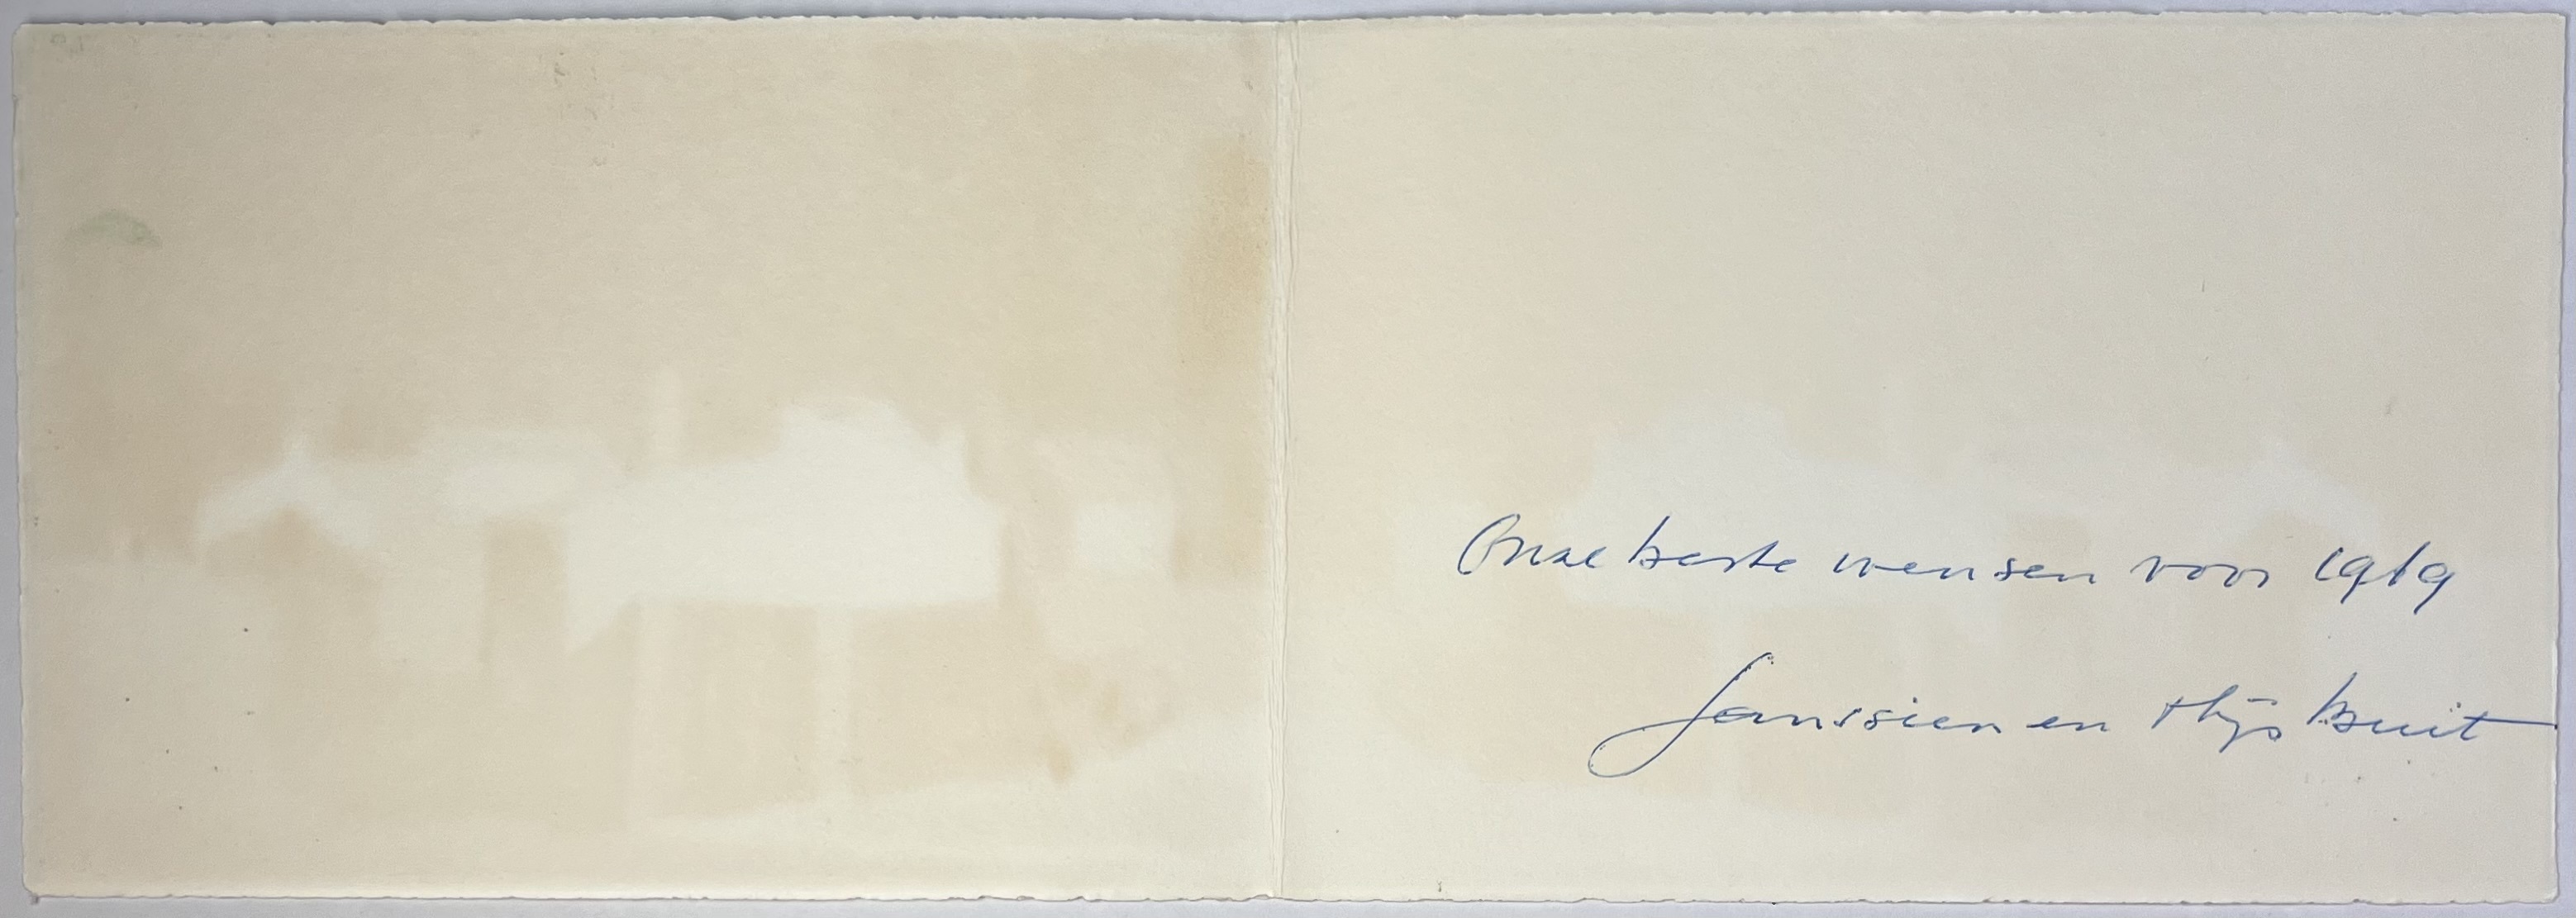 Onze beste wensen voor 1969
Janssien en Thijs Buit